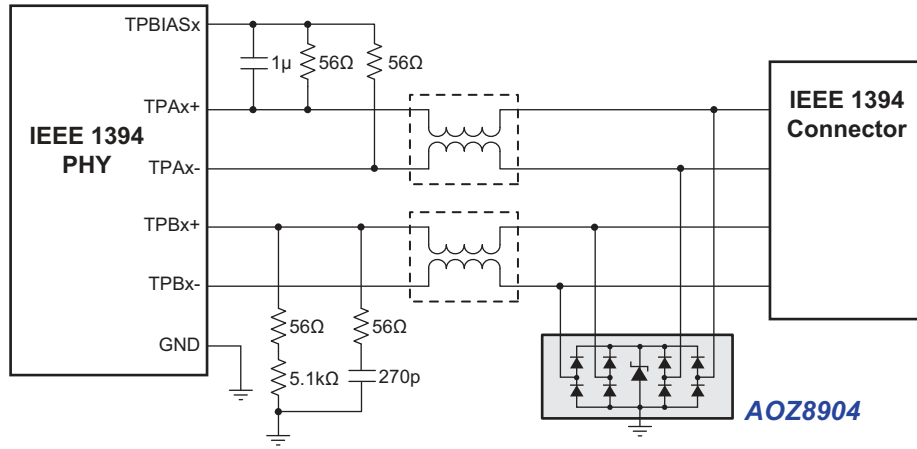 TPBIASx
1µ
56Ω
56Ω
TPAx+
IEEE 1394
PHY
TPAx-
TPBx+
TPBx-
GND
56Ω
56Ω
5.1kΩ
270p
IEEE 1394
Connector
AOZ8904